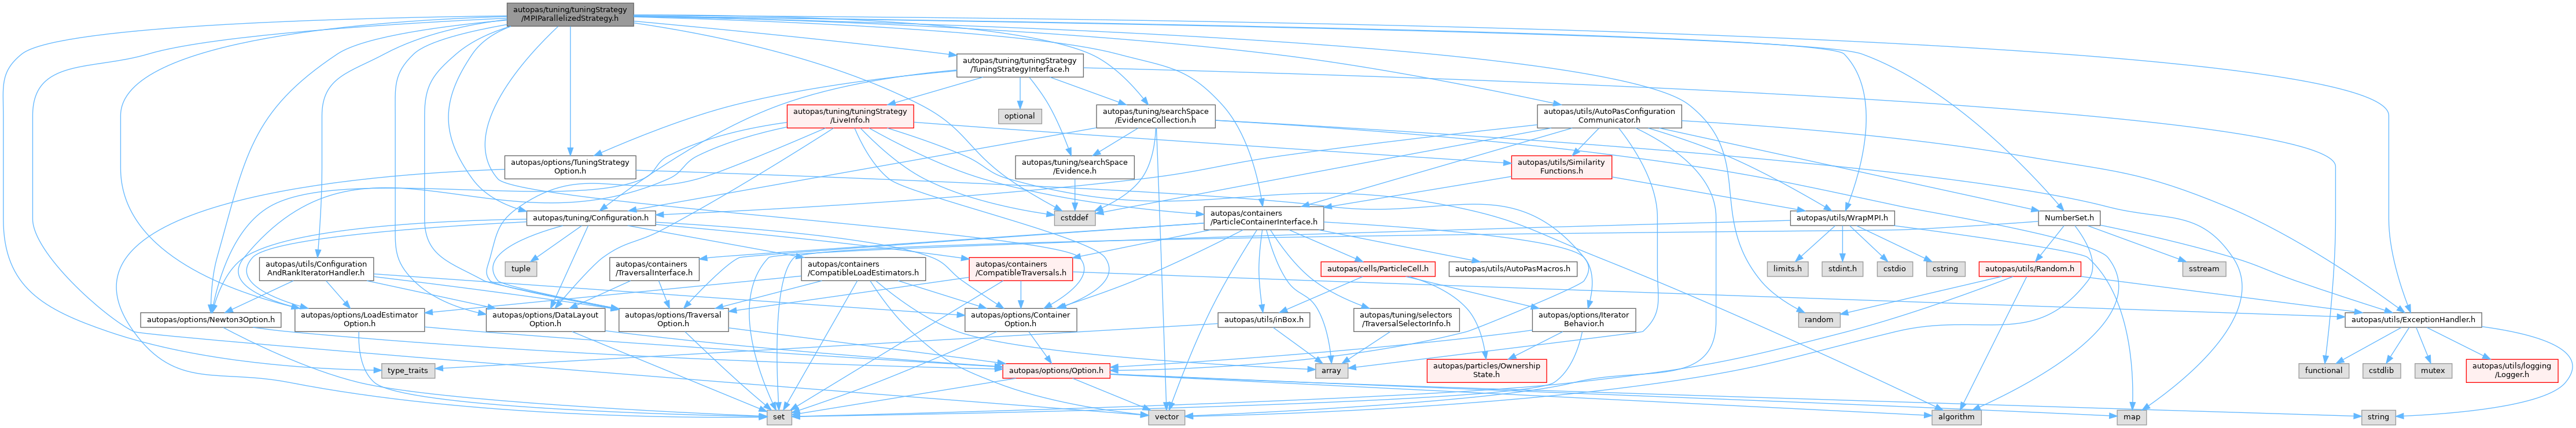 autopas/tuning/tuningStrategy
/MPIParallelizedStrategy.h
autopas/tuning/tuningStrategy
/TuningStrategyInterface.h
autopas/tuning/tuningStrategy
/LiveInfo.h
optional
autopas/tuning/searchSpace
/EvidenceCollection.h
autopas/utils/AutoPasConfiguration
Communicator.h
autopas/options/TuningStrategy
Option.h
autopas/tuning/searchSpace
/Evidence.h
autopas/utils/Similarity
Functions.h
autopas/tuning/Configuration.h
cstddef
autopas/containers
/ParticleContainerInterface.h
autopas/utils/WrapMPI.h
NumberSet.h
autopas/utils/Configuration
AndRankIteratorHandler.h
tuple
autopas/containers
/TraversalInterface.h
autopas/containers
/CompatibleLoadEstimators.h
autopas/containers
/CompatibleTraversals.h
autopas/cells/ParticleCell.h
autopas/utils/AutoPasMacros.h
limits.h
stdint.h
cstdio
cstring
autopas/utils/Random.h
sstream
autopas/options/Newton3Option.h
autopas/options/LoadEstimator
Option.h
autopas/options/DataLayout
Option.h
autopas/options/Traversal
Option.h
autopas/options/Container
Option.h
autopas/utils/inBox.h
autopas/tuning/selectors
/TraversalSelectorInfo.h
autopas/options/Iterator
Behavior.h
random
autopas/utils/ExceptionHandler.h
type_traits
autopas/options/Option.h
array
autopas/particles/Ownership
State.h
functional
cstdlib
mutex
autopas/utils/logging
/Logger.h
set
vector
algorithm
map
string